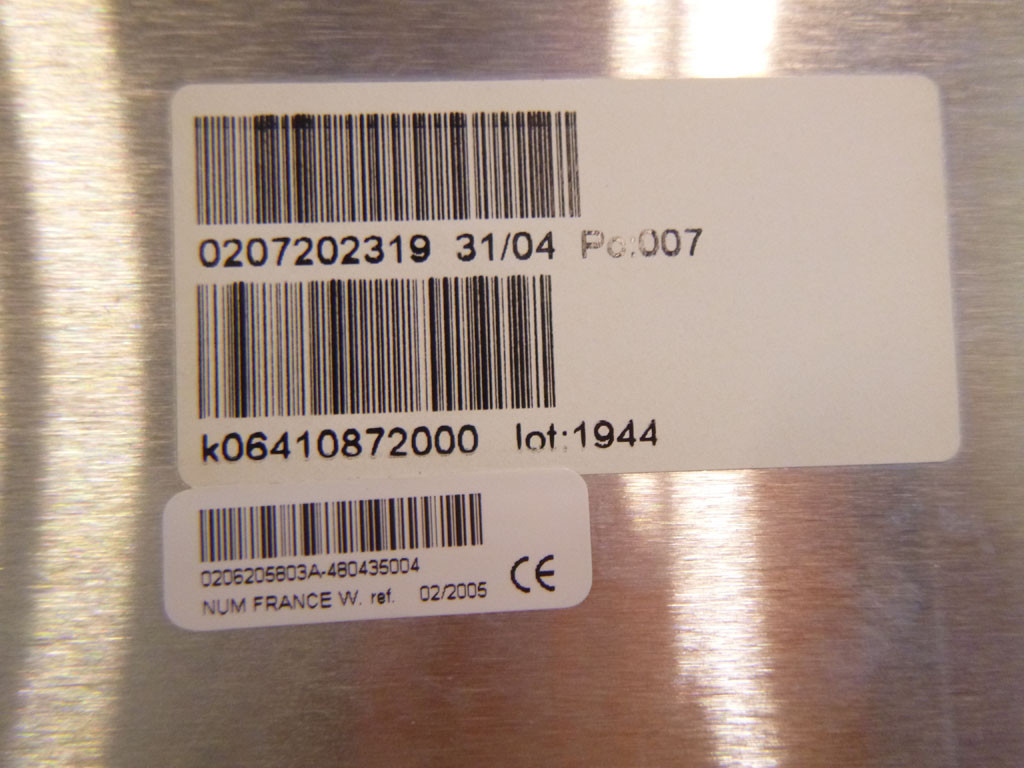 0207202319 31/04 Po:007
k06410872000 lot:1944
0206205803A-480435004
NUM FRANCE W. ref. 02/2005
CE